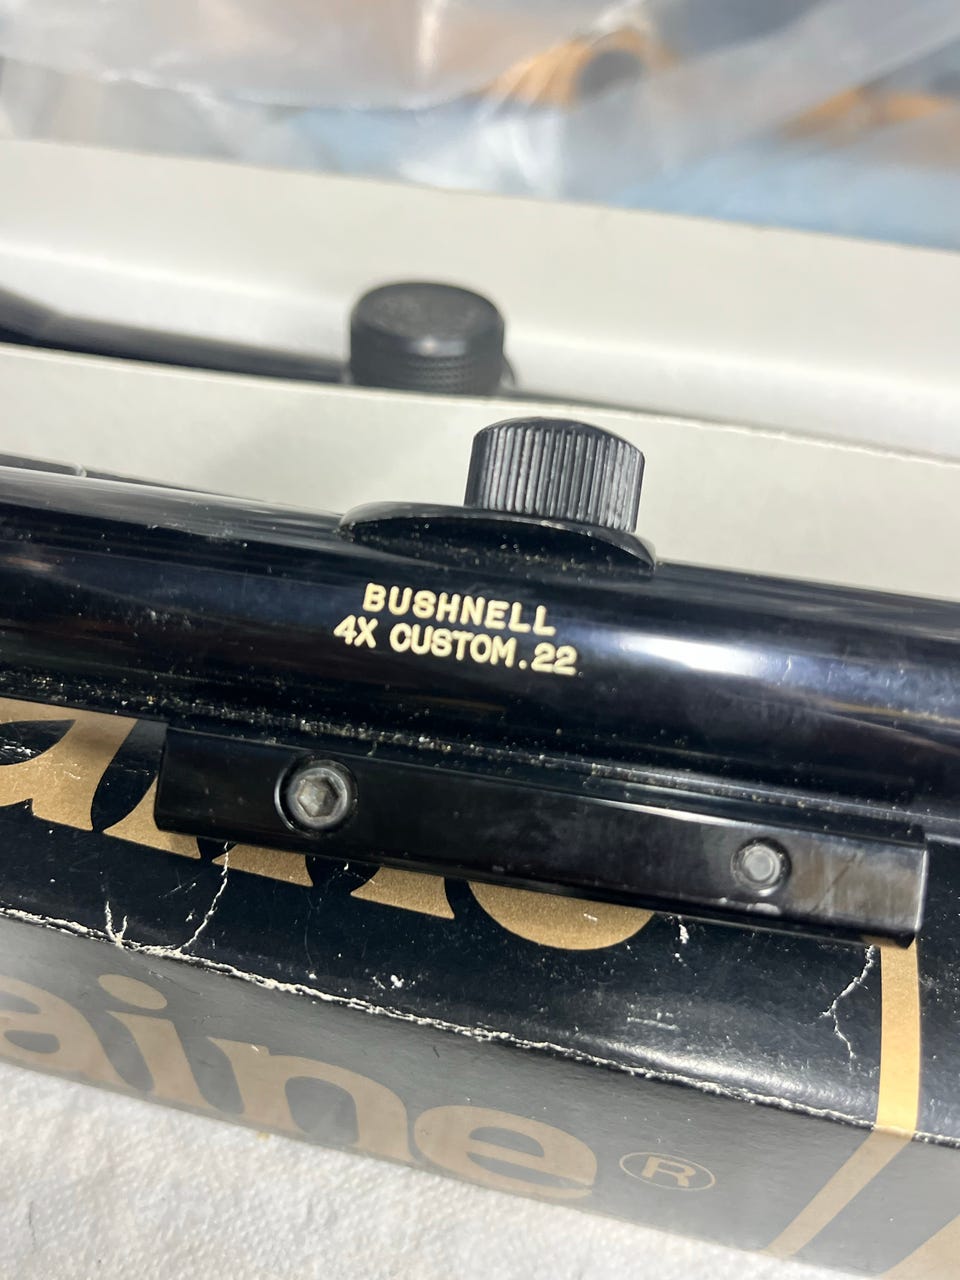 BUSHNELL
4X CUSTOM .22
aine®